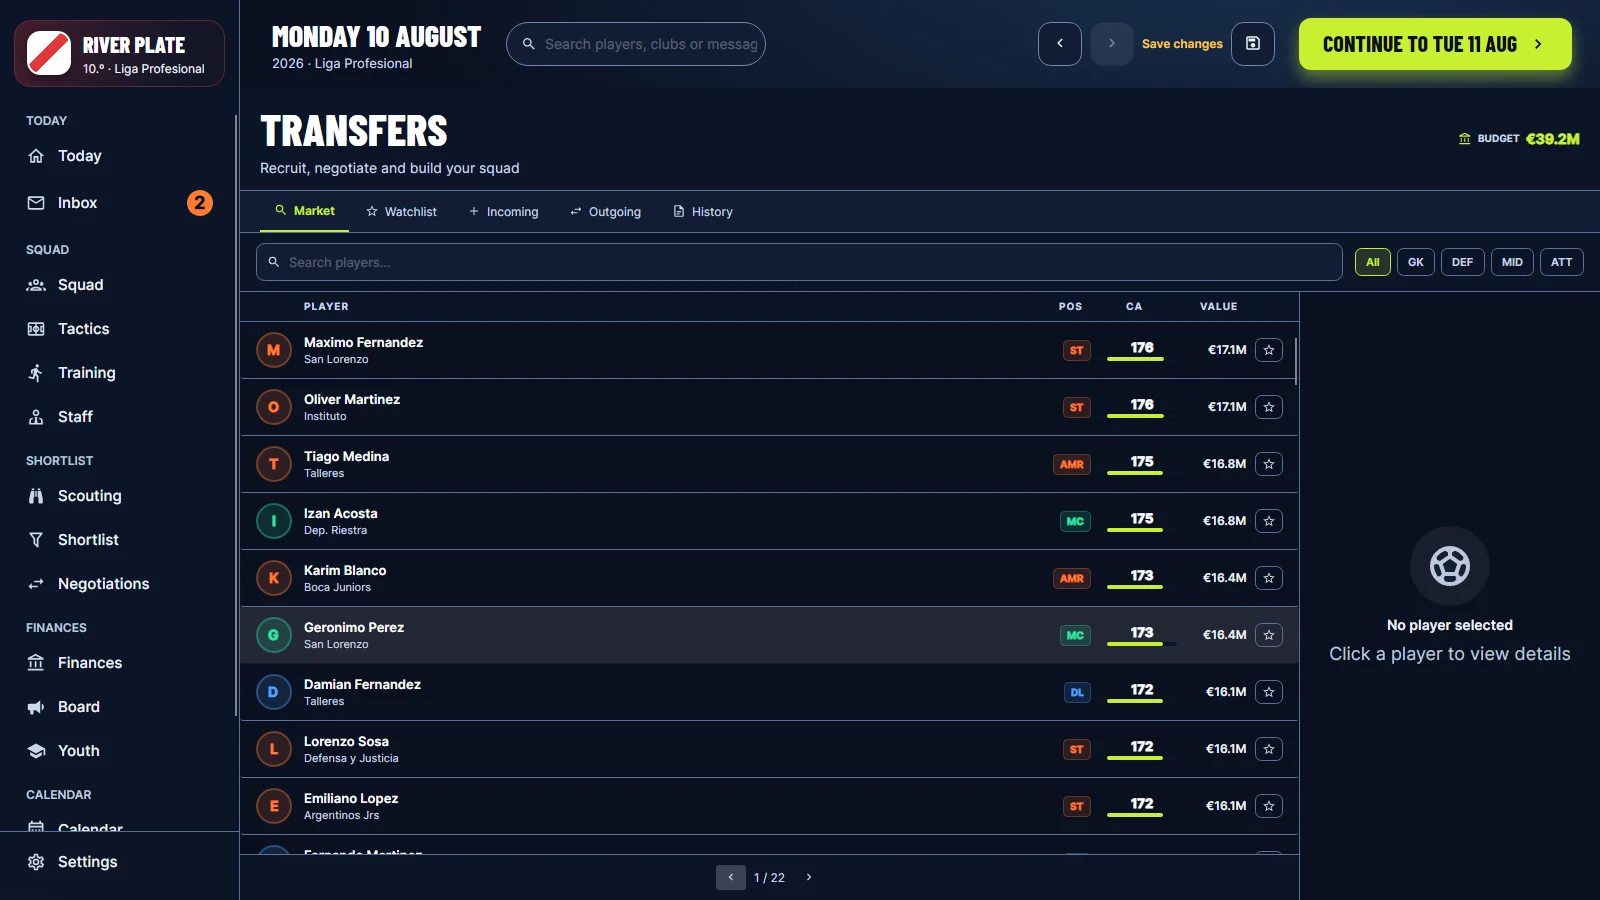 RIVER PLATE
10.º · Liga Profesional
TODAY
Today
Inbox
2
SQUAD
Squad
Tactics
Training
Staff
SHORTLIST
Scouting
Shortlist
Negotiations
FINANCES
Finances
Board
Youth
CALENDAR
Calendar
Settings
MONDAY 10 AUGUST
2026 · Liga Profesional
Search players, clubs or messag
Save changes
CONTINUE TO TUE 11 AUG
TRANSFERS
Recruit, negotiate and build your squad
BUDGET €39.2M
Market Watchlist Incoming Outgoing History
Search players...
All GK DEF MID ATT
PLAYER POS CA VALUE
M Maximo Fernandez ST 176 €17.1M
San Lorenzo
O Oliver Martinez ST 176 €17.1M
Instituto
T Tiago Medina AMR 175 €16.8M
Talleres
I Izan Acosta MC 175 €16.8M
Dep. Riestra
K Karim Blanco AMR 173 €16.4M
Boca Juniors
G Geronimo Perez MC 173 €16.4M
San Lorenzo
D Damian Fernandez DL 172 €16.1M
Talleres
L Lorenzo Sosa ST 172 €16.1M
Defensa y Justicia
E Emiliano Lopez ST 172 €16.1M
Argentinos Jrs
1 / 22
No player selected
Click a player to view details